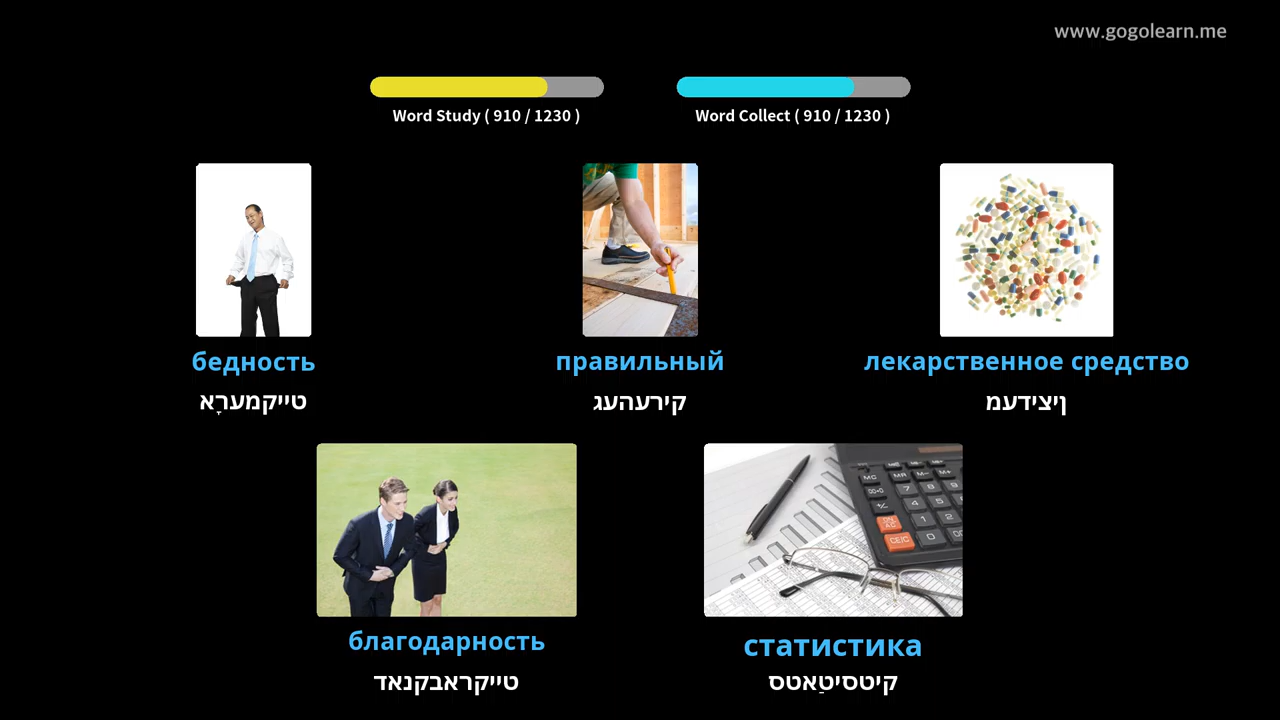 www.gogolearn.me
Word Study ( 910 / 1230 )
Word Collect ( 910 / 1230 )
бедность
правильный
лекарственное средство
טייקמערָא
קירעהעג
ןיצידעמ
благодарность
статистика
טייקראבקנאד
קיטסיטַאטס